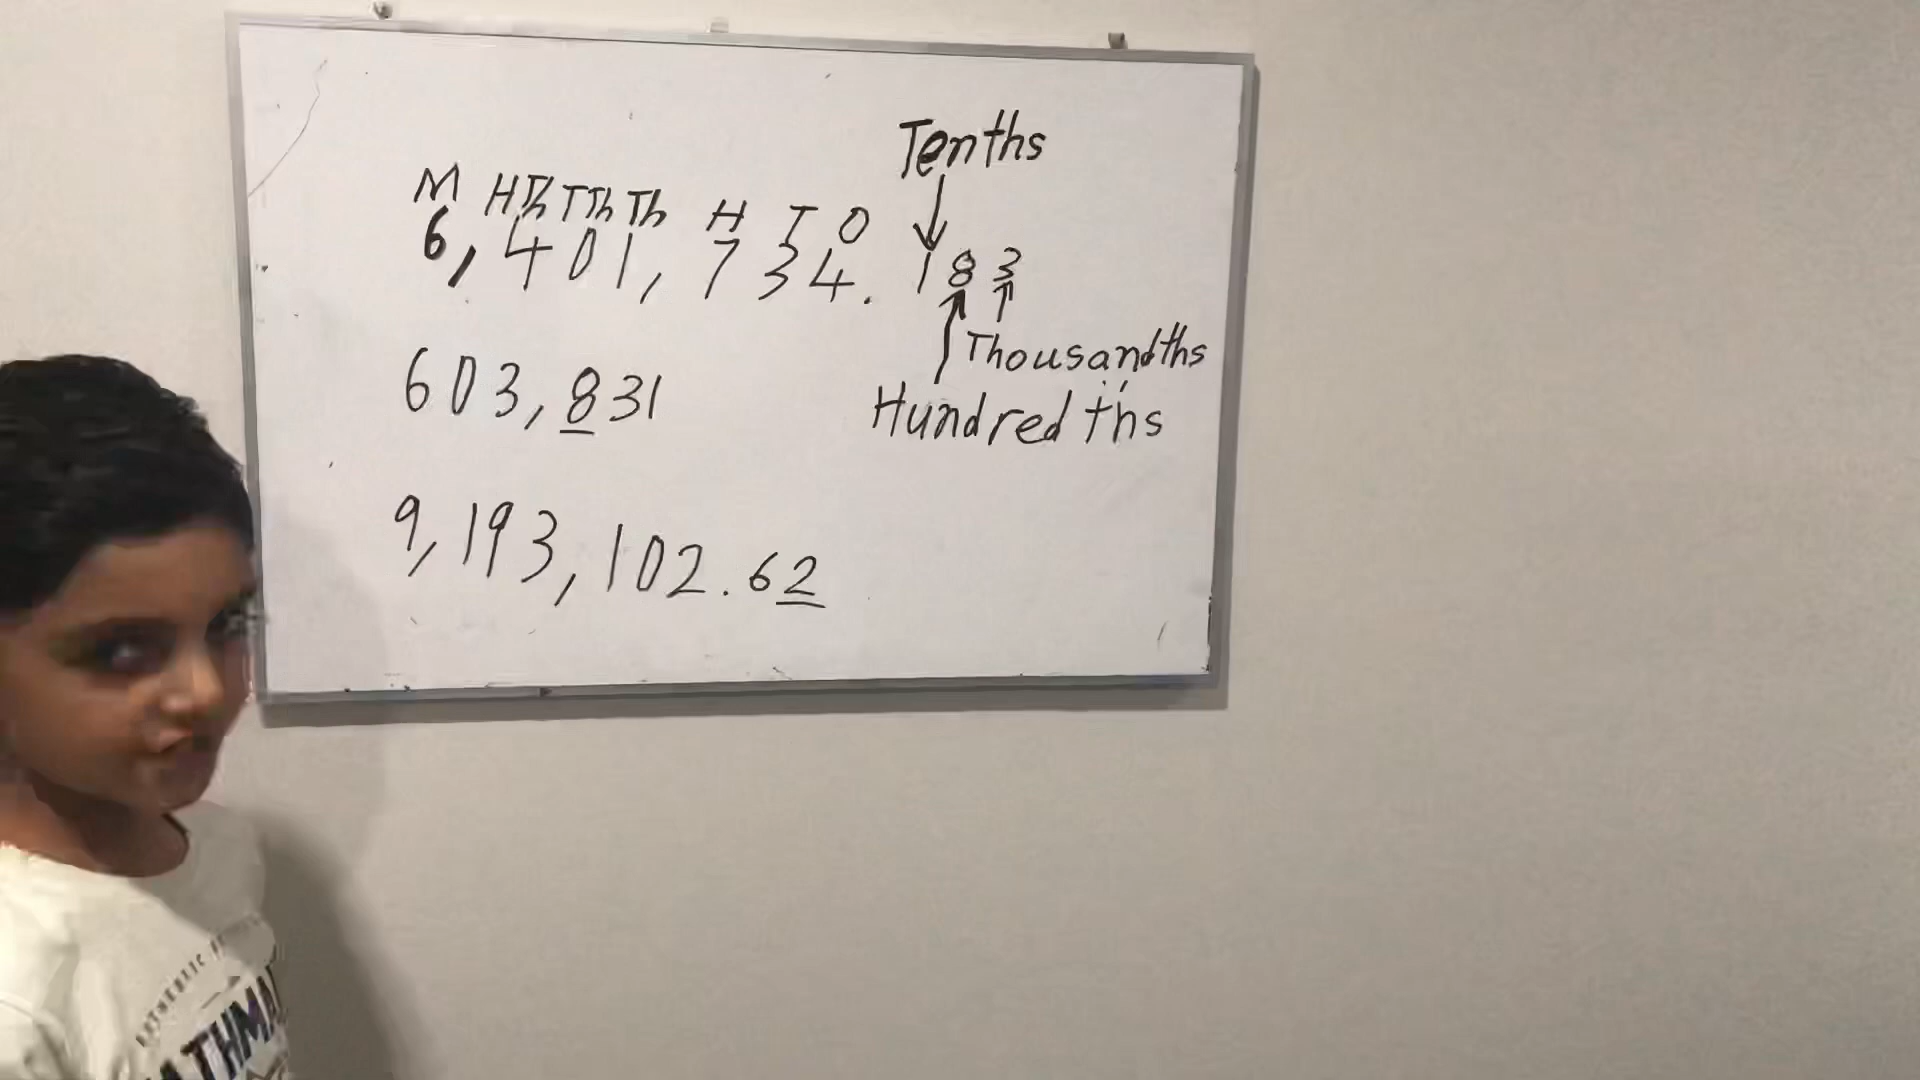 Tenths
M HTh TTh Th H T O
6,401,734.183
Thousandths
603,831
Hundredths
9,193,102.62